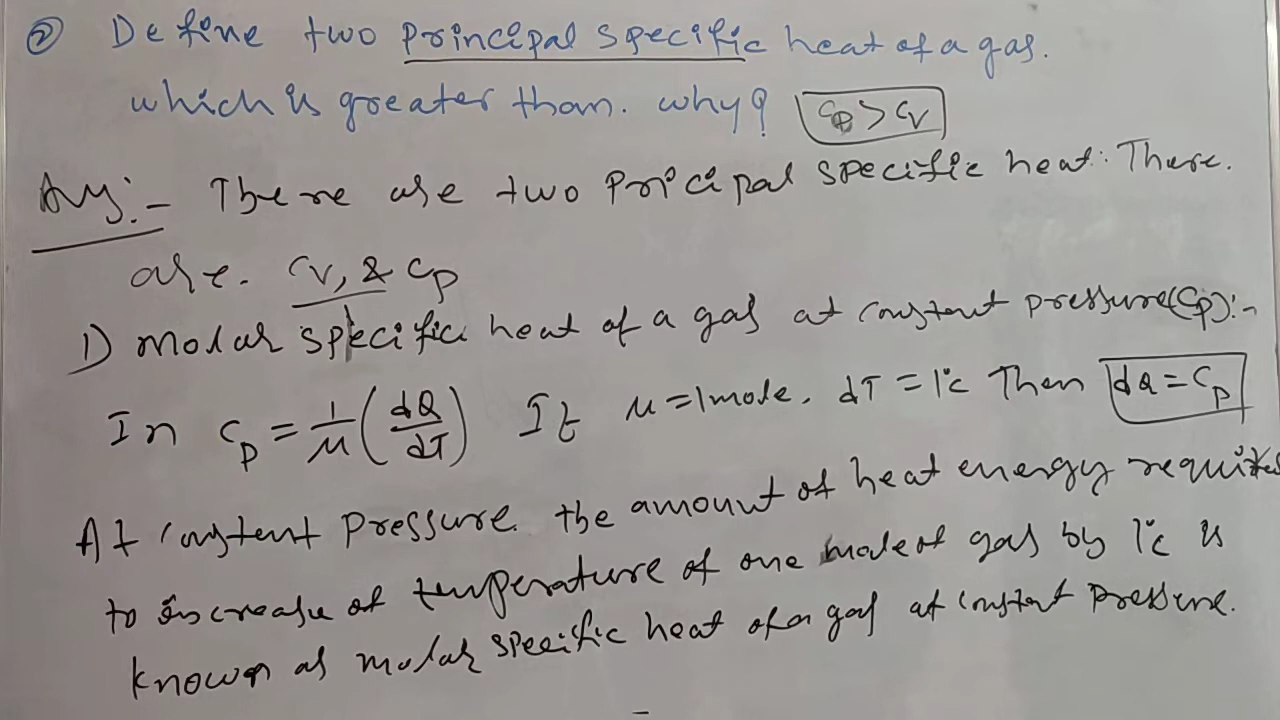 ② Define two principal specific heat of a gas.
which is greater than. why? Cp > Cv
Ans:- There are two Principal specific heat. There.
are. Cv, & Cp
1) molar specific heat of a gas at constant pressure(Cp):-
In Cp = 1/μ (dQ/dT) If μ = 1 mole. dT = 1°c Then dQ = Cp
At constant pressure. the amount of heat energy required
to increase of temperature of one mole of gas by 1°c is
known as molar specific heat of a gas at constant pressure.